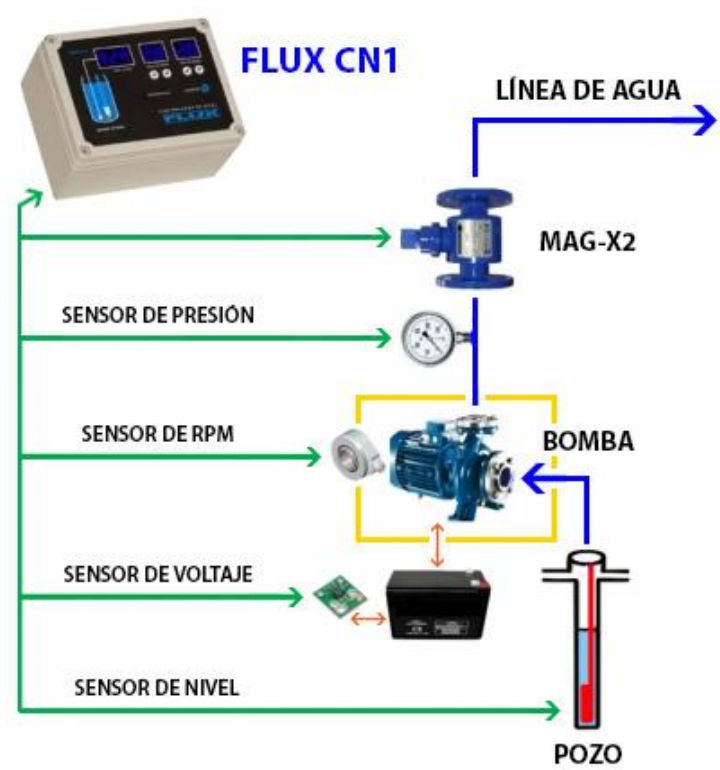 FLUX CN1
FLUX
LÍNEA DE AGUA
MAG-X2
SENSOR DE PRESIÓN
SENSOR DE RPM
BOMBA
SENSOR DE VOLTAJE
SENSOR DE NIVEL
POZO